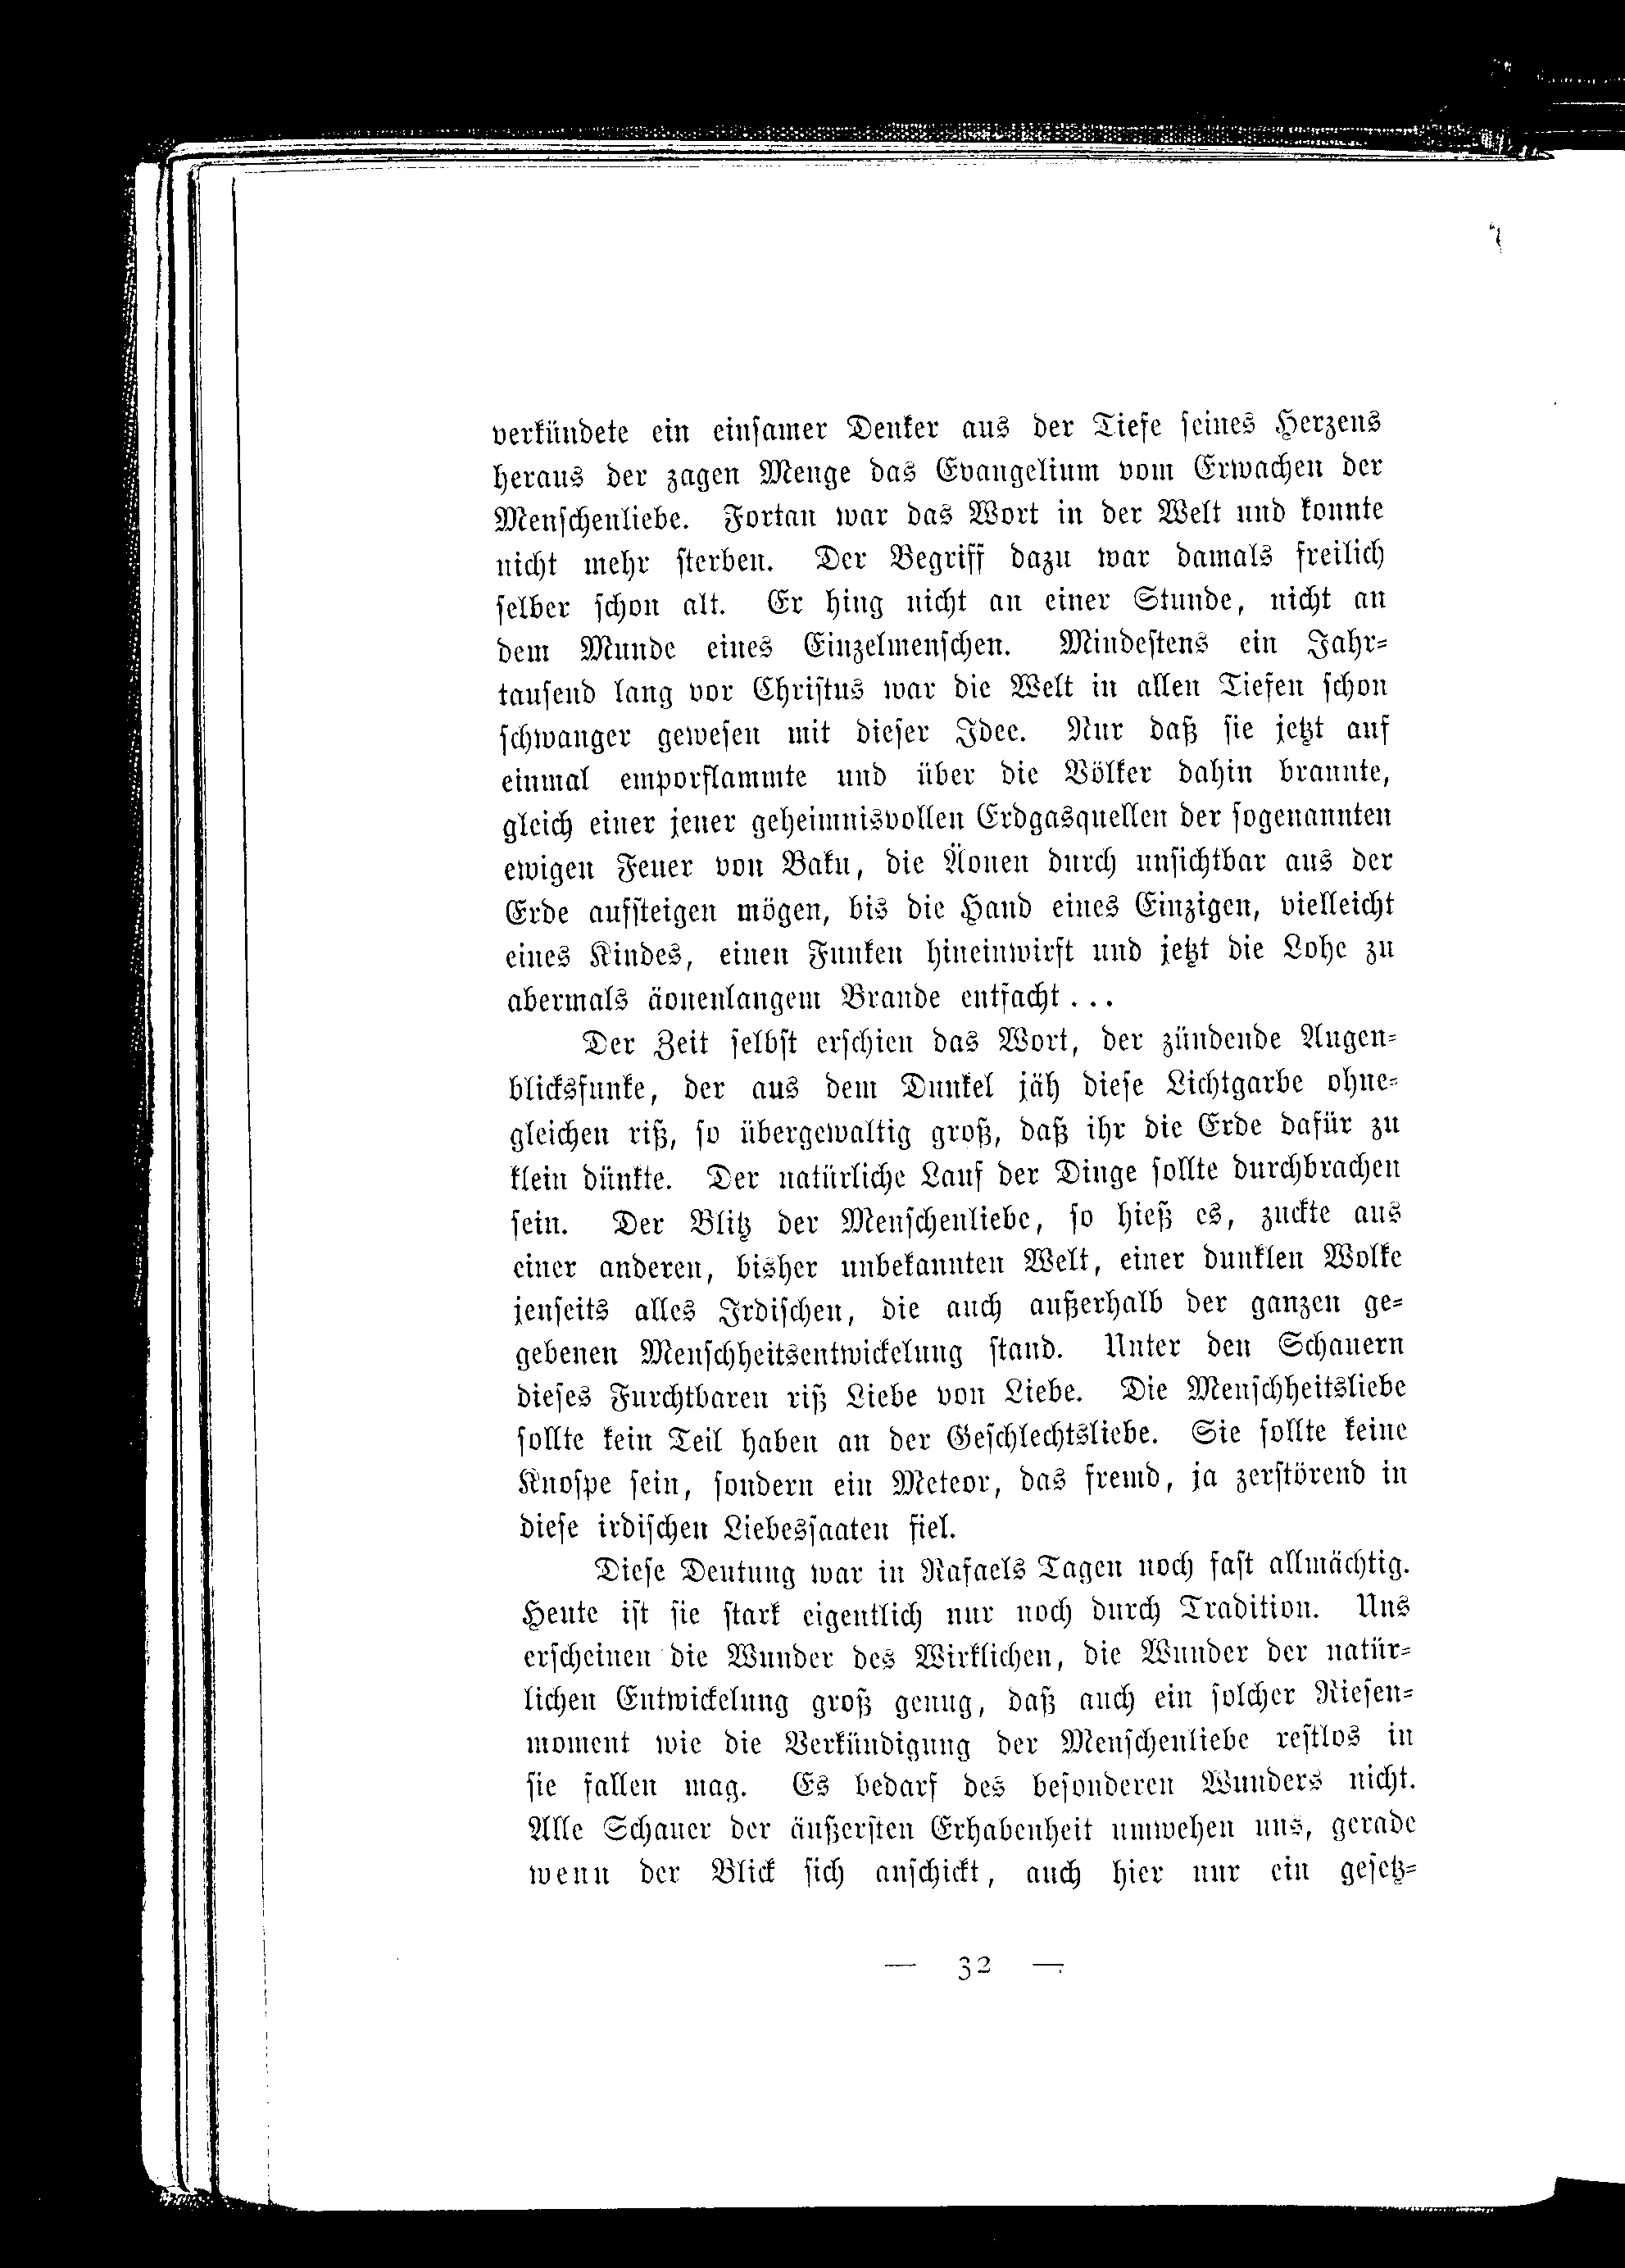 verkündete ein einsamer Denker aus der Tiefe seines Herzens
heraus der zagen Menge das Evangelium vom Erwachen der
Menschenliebe. Fortan war das Wort in der Welt und konnte
nicht mehr sterben. Der Begriff dazu war damals freilich
selber schon alt. Er hing nicht an einer Stunde, nicht an
dem Munde eines Einzelmenschen. Mindestens ein Jahr-
tausend lang vor Christus war die Welt in allen Tiefen schon
schwanger gewesen mit dieser Idee. Nur daß sie jetzt auf
einmal emporflammte und über die Völker dahin brannte,
gleich einer jener geheimnisvollen Erdgasquellen der sogenannten
ewigen Feuer von Baku, die Äonen durch unsichtbar aus der
Erde aufsteigen mögen, bis die Hand eines Einzigen, vielleicht
eines Kindes, einen Funken hineinwirft und jetzt die Lohe zu
abermals äonenlangem Brande entfacht ...
Der Zeit selbst erschien das Wort, der zündende Augen-
blicksfunke, der aus dem Dunkel jäh diese Lichtgarbe ohne-
gleichen riß, so übergewaltig groß, daß ihr die Erde dafür zu
klein dünkte. Der natürliche Lauf der Dinge sollte durchbrachen
sein. Der Blitz der Menschenliebe, so hieß es, zuckte aus
einer anderen, bisher unbekannten Welt, einer dunklen Wolke
jenseits alles Irdischen, die auch außerhalb der ganzen ge-
gebenen Menschheitsentwickelung stand. Unter den Schauern
dieses Furchtbaren riß Liebe von Liebe. Die Menschheitsliebe
sollte kein Teil haben an der Geschlechtsliebe. Sie sollte keine
Knospe sein, sondern ein Meteor, das fremd, ja zerstörend in
diese irdischen Liebessaaten fiel.
Diese Deutung war in Rafaels Tagen noch fast allmächtig.
Heute ist sie stark eigentlich nur noch durch Tradition. Uns
erscheinen die Wunder des Wirklichen, die Wunder der natür-
lichen Entwickelung groß genug, daß auch ein solcher Riesen-
moment wie die Verkündigung der Menschenliebe restlos in
sie fallen mag. Es bedarf des besonderen Wunders nicht.
Alle Schauer der äußersten Erhabenheit umwehen uns, gerade
wenn der Blick sich anschickt, auch hier nur ein gesetz-
— 32 —